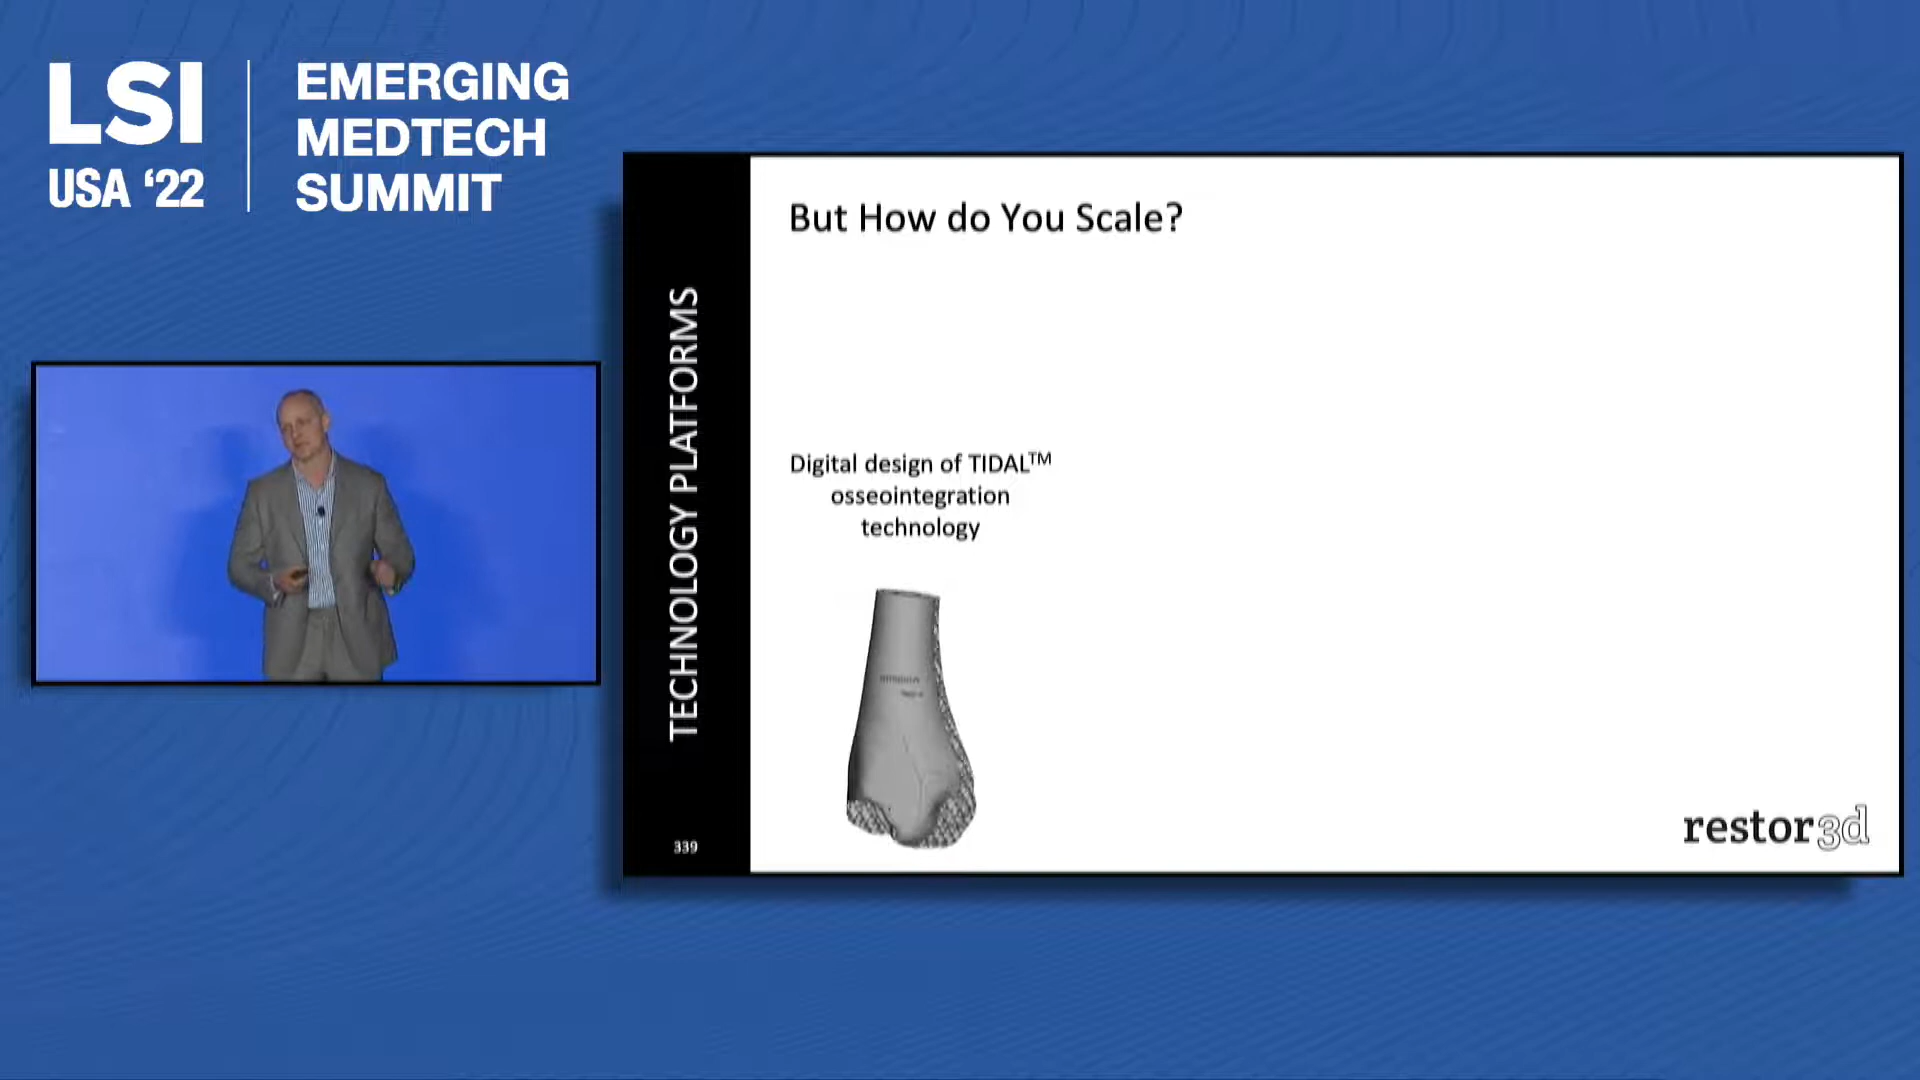 LSI
USA ‘22
EMERGING
MEDTECH
SUMMIT
TECHNOLOGY PLATFORMS
339
But How do You Scale?
Digital design of TIDAL™
osseointegration
technology
restor3d